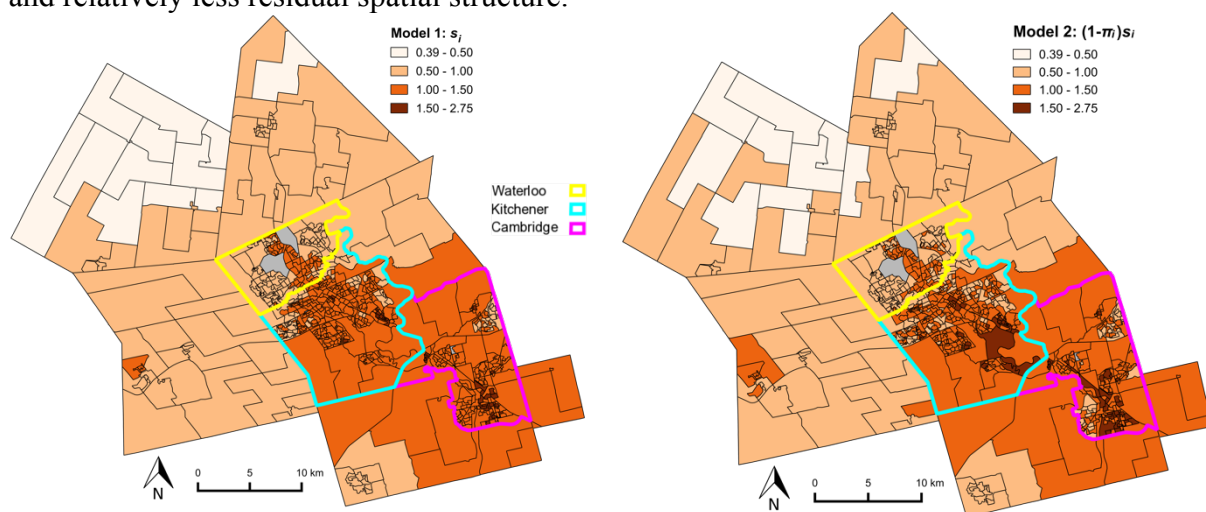 and relatively less residual spatial structure.
Model 1: sᵢ
0.39 - 0.50
0.50 - 1.00
1.00 - 1.50
1.50 - 2.75
Waterloo
Kitchener
Cambridge
N
0 5 10 km
Model 2: (1-πᵢ)sᵢ
0.39 - 0.50
0.50 - 1.00
1.00 - 1.50
1.50 - 2.75
N
0 5 10 km